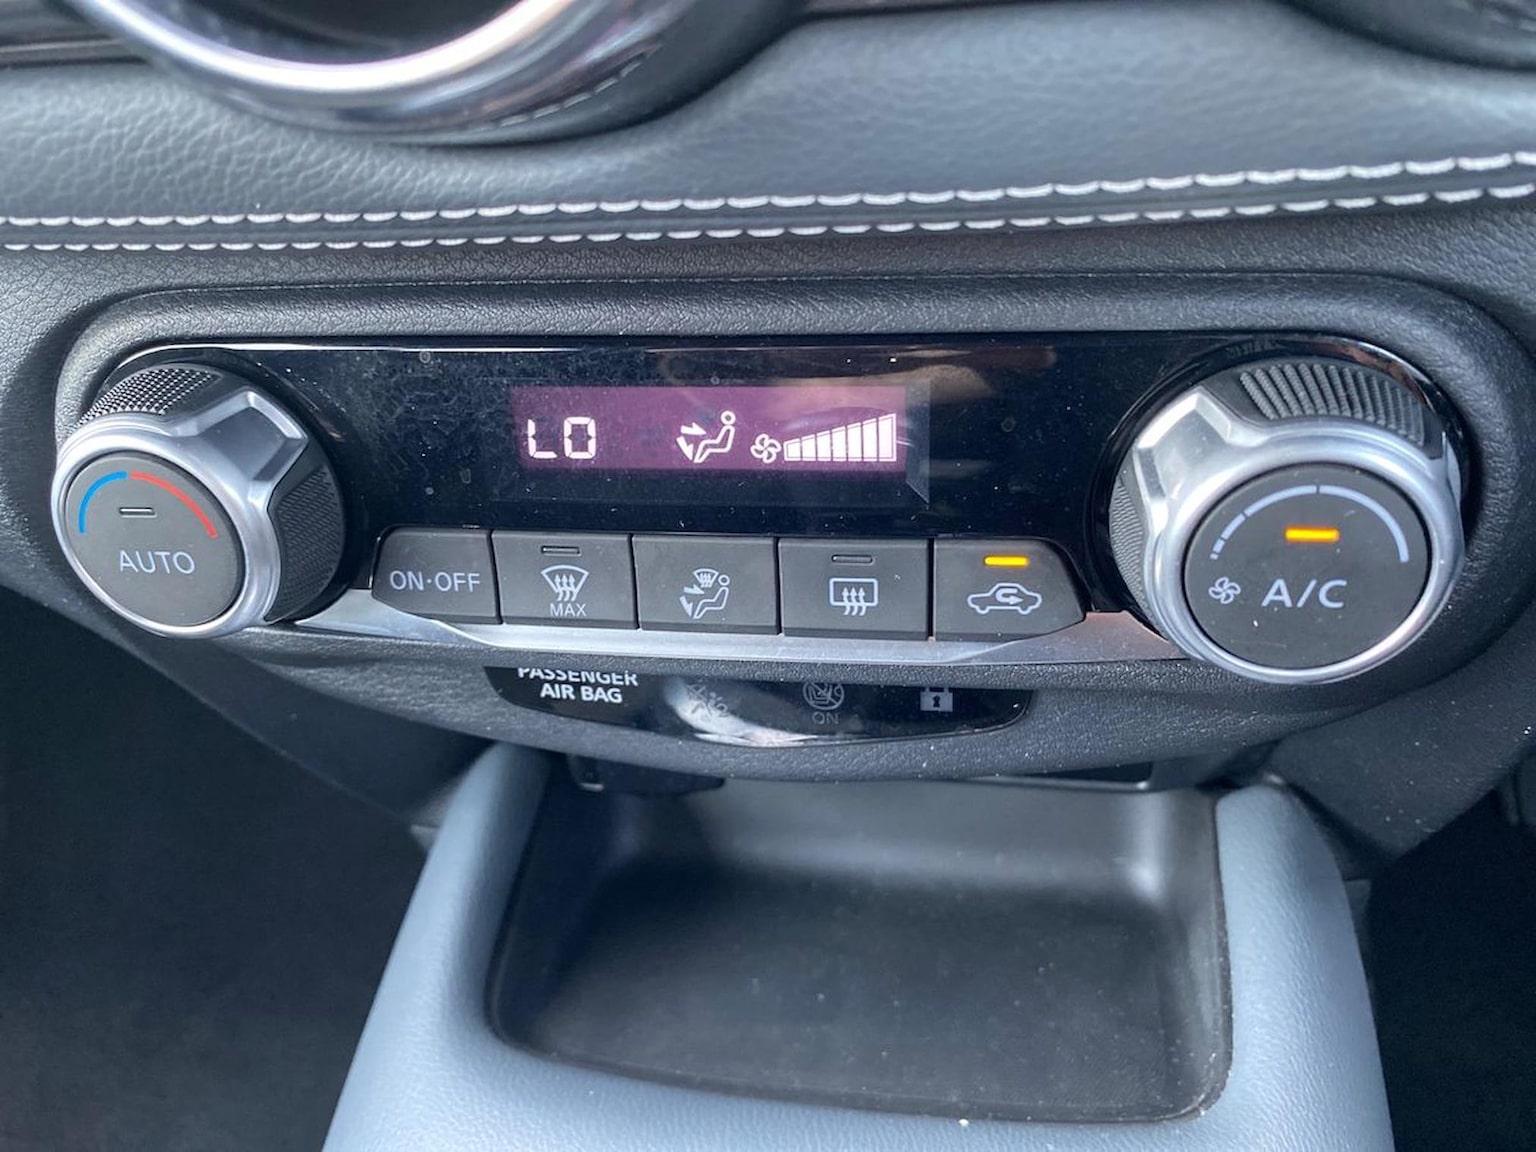 LO
AUTO
ON·OFF
MAX
A/C
PASSENGER
AIR BAG
ON